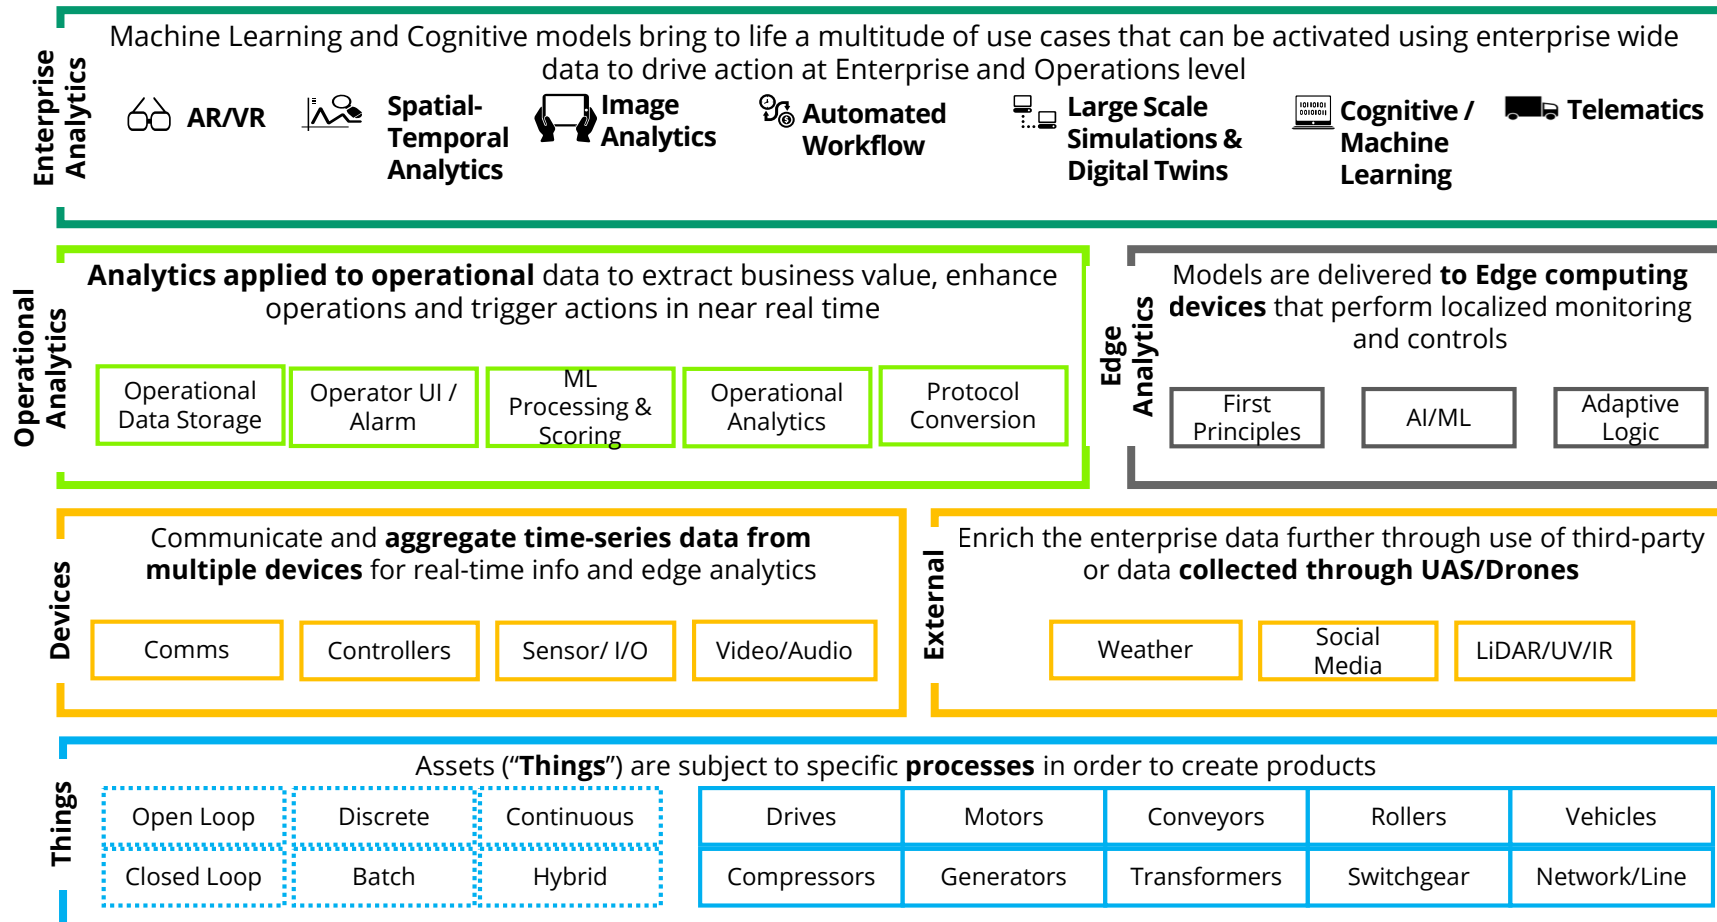 Enterprise
Analytics
Machine Learning and Cognitive models bring to life a multitude of use cases that can be activated using enterprise wide
data to drive action at Enterprise and Operations level
AR/VR
Spatial-
Temporal
Analytics
Image
Analytics
Automated
Workflow
Large Scale
Simulations &
Digital Twins
10110101
00101011
Cognitive /
Machine
Learning
Telematics
Operational
Analytics
Analytics applied to operational data to extract business value, enhance
operations and trigger actions in near real time
Operational
Data Storage
Operator UI /
Alarm
ML
Processing &
Scoring
Operational
Analytics
Protocol
Conversion
Edge
Analytics
Models are delivered to Edge computing
devices that perform localized monitoring
and controls
First
Principles
AI/ML
Adaptive
Logic
Devices
Communicate and aggregate time-series data from
multiple devices for real-time info and edge analytics
Comms
Controllers
Sensor/ I/O
Video/Audio
External
Enrich the enterprise data further through use of third-party
or data collected through UAS/Drones
Weather
Social
Media
LiDAR/UV/IR
Things
Assets (“Things”) are subject to specific processes in order to create products
Open Loop
Discrete
Continuous
Closed Loop
Batch
Hybrid
Drives
Motors
Conveyors
Rollers
Vehicles
Compressors
Generators
Transformers
Switchgear
Network/Line